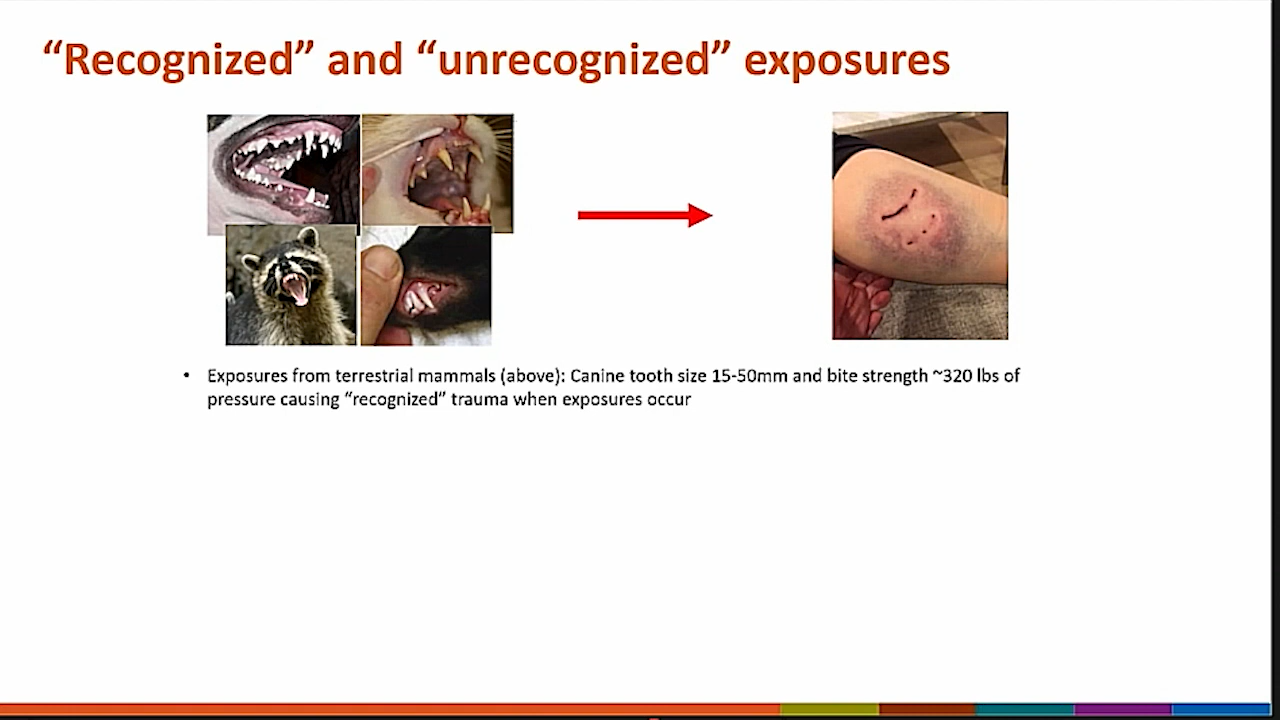 “Recognized” and “unrecognized” exposures
• Exposures from terrestrial mammals (above): Canine tooth size 15-50mm and bite strength ~320 lbs of
pressure causing “recognized” trauma when exposures occur